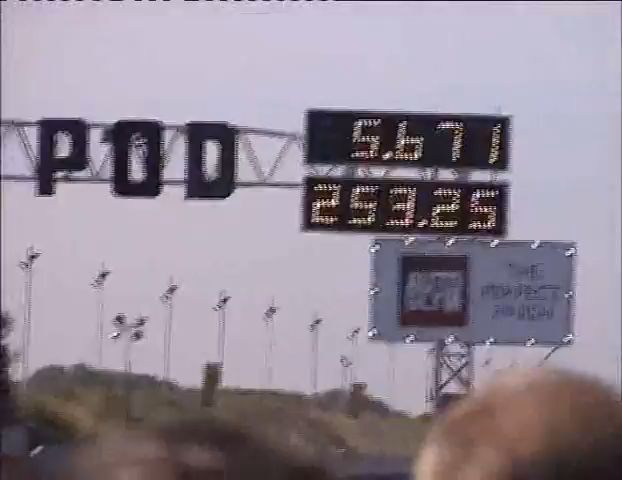 POD
5.671
253.25
THE
PERFECT
FINISH